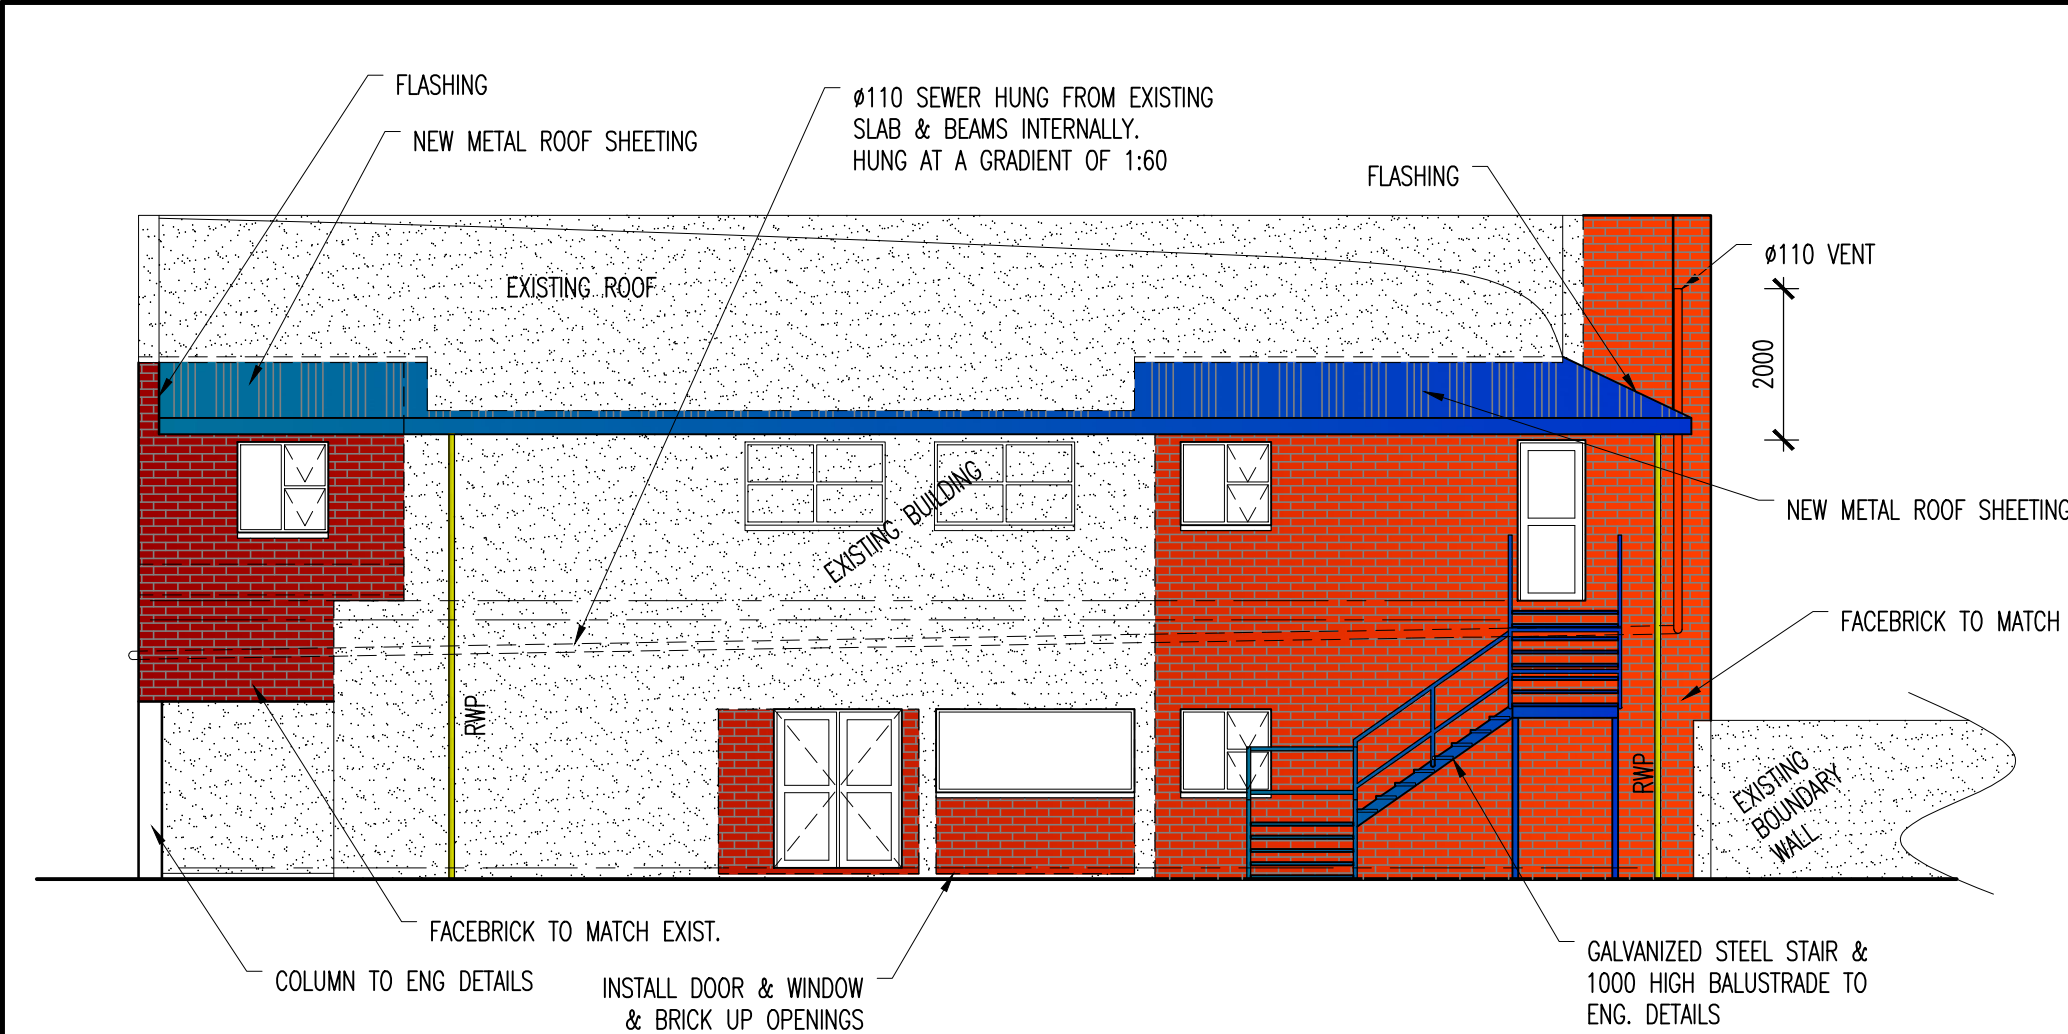 FLASHING
NEW METAL ROOF SHEETING
ø110 SEWER HUNG FROM EXISTING
SLAB & BEAMS INTERNALLY.
HUNG AT A GRADIENT OF 1:60
FLASHING
ø110 VENT
EXISTING ROOF
2000
NEW METAL ROOF SHEETING
EXISTING BUILDING
FACEBRICK TO MATCH
RWP
RWP
EXISTING
BOUNDARY
WALL
FACEBRICK TO MATCH EXIST.
COLUMN TO ENG DETAILS
INSTALL DOOR & WINDOW
& BRICK UP OPENINGS
GALVANIZED STEEL STAIR &
1000 HIGH BALUSTRADE TO
ENG. DETAILS